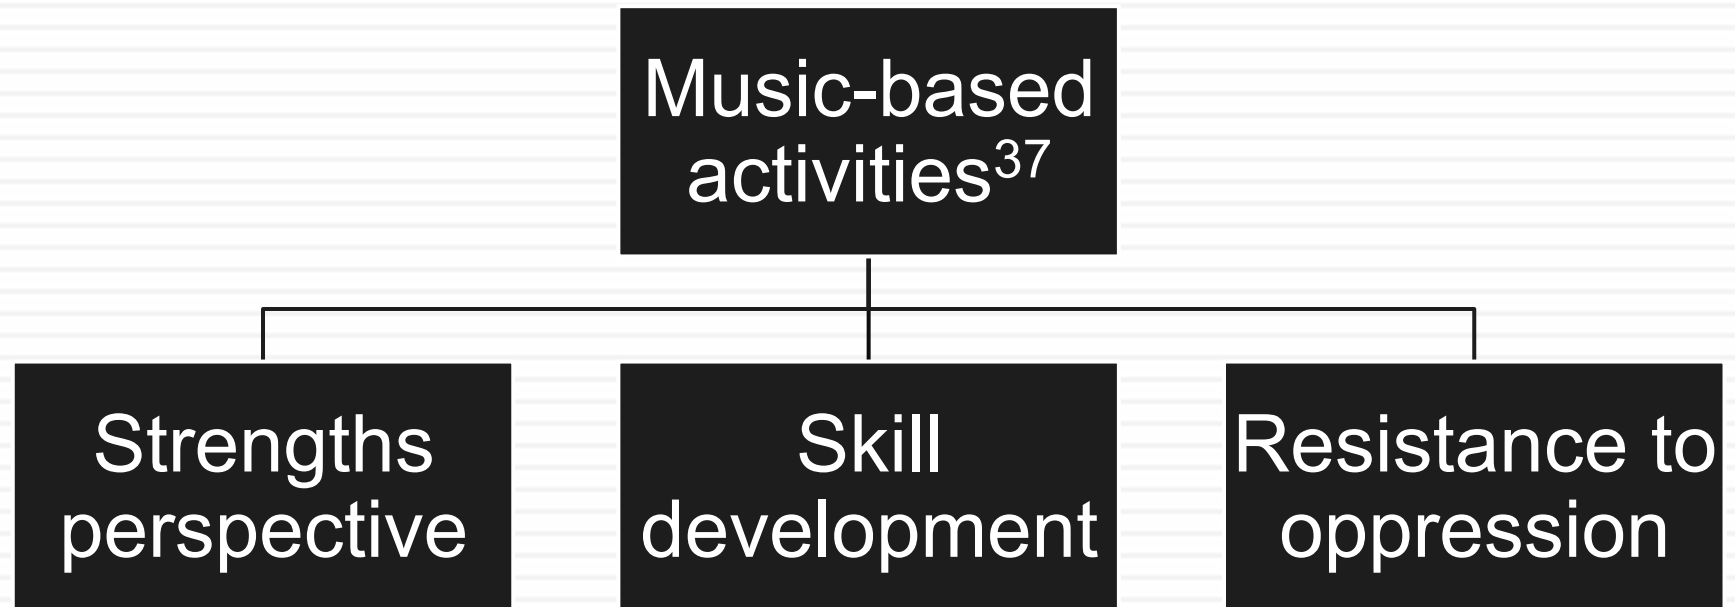 Music-based
activities³⁷
Strengths
perspective
Skill
development
Resistance to
oppression